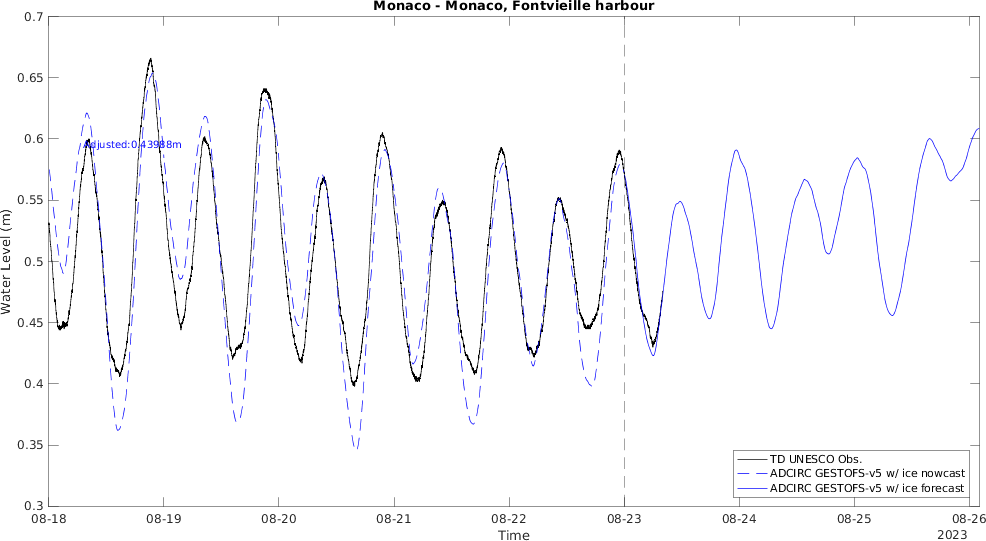 Monaco - Monaco, Fontvieille harbour
0.7
0.65
0.6
0.55
0.5
0.45
0.4
0.35
0.3
Water Level (m)
Adjusted:0.43988m
TD UNESCO Obs.
ADCIRC GESTOFS-v5 w/ ice nowcast
ADCIRC GESTOFS-v5 w/ ice forecast
08-18 08-19 08-20 08-21 08-22 08-23 08-24 08-25 08-26
Time
2023